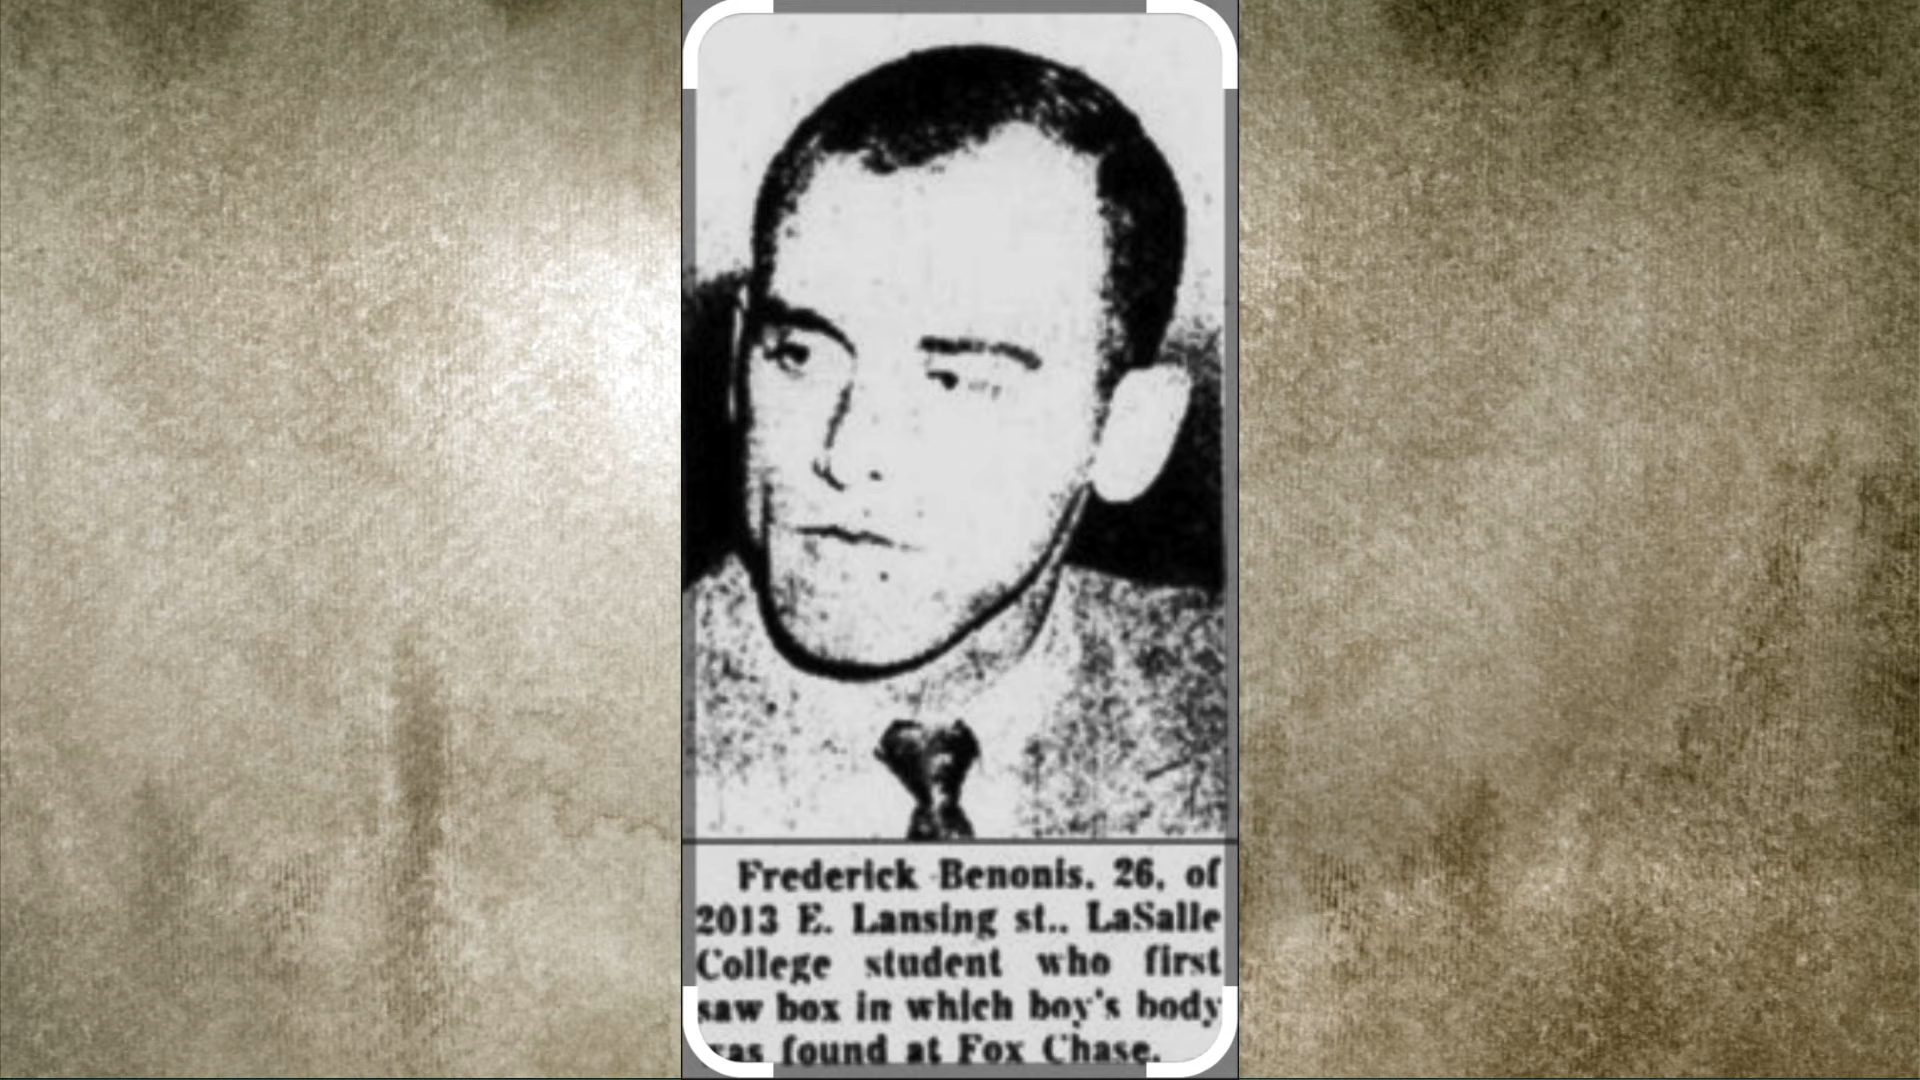 Frederick Benonis, 26, of
2013 E. Lansing st., LaSalle
College student who first
saw box in which boy's body
was found at Fox Chase.